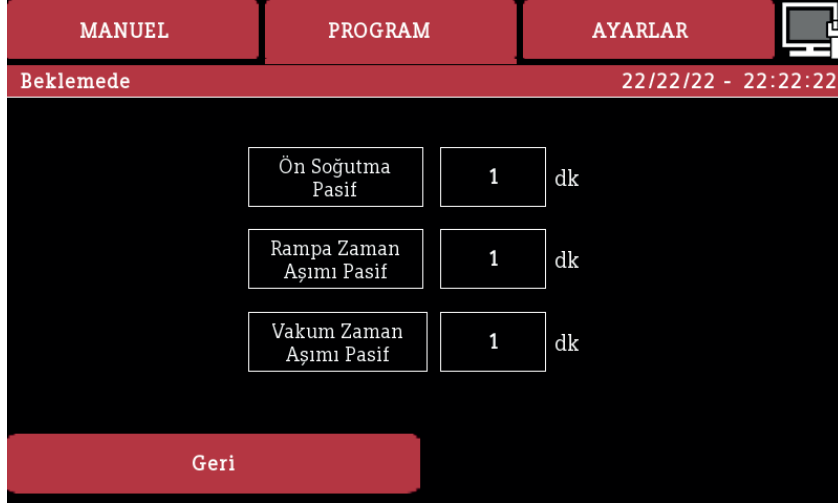 MANUEL
PROGRAM
AYARLAR
Beklemede
22/22/22 - 22:22:22
Ön Soğutma
Pasif
1
dk
Rampa Zaman
Aşımı Pasif
1
dk
Vakum Zaman
Aşımı Pasif
1
dk
Geri